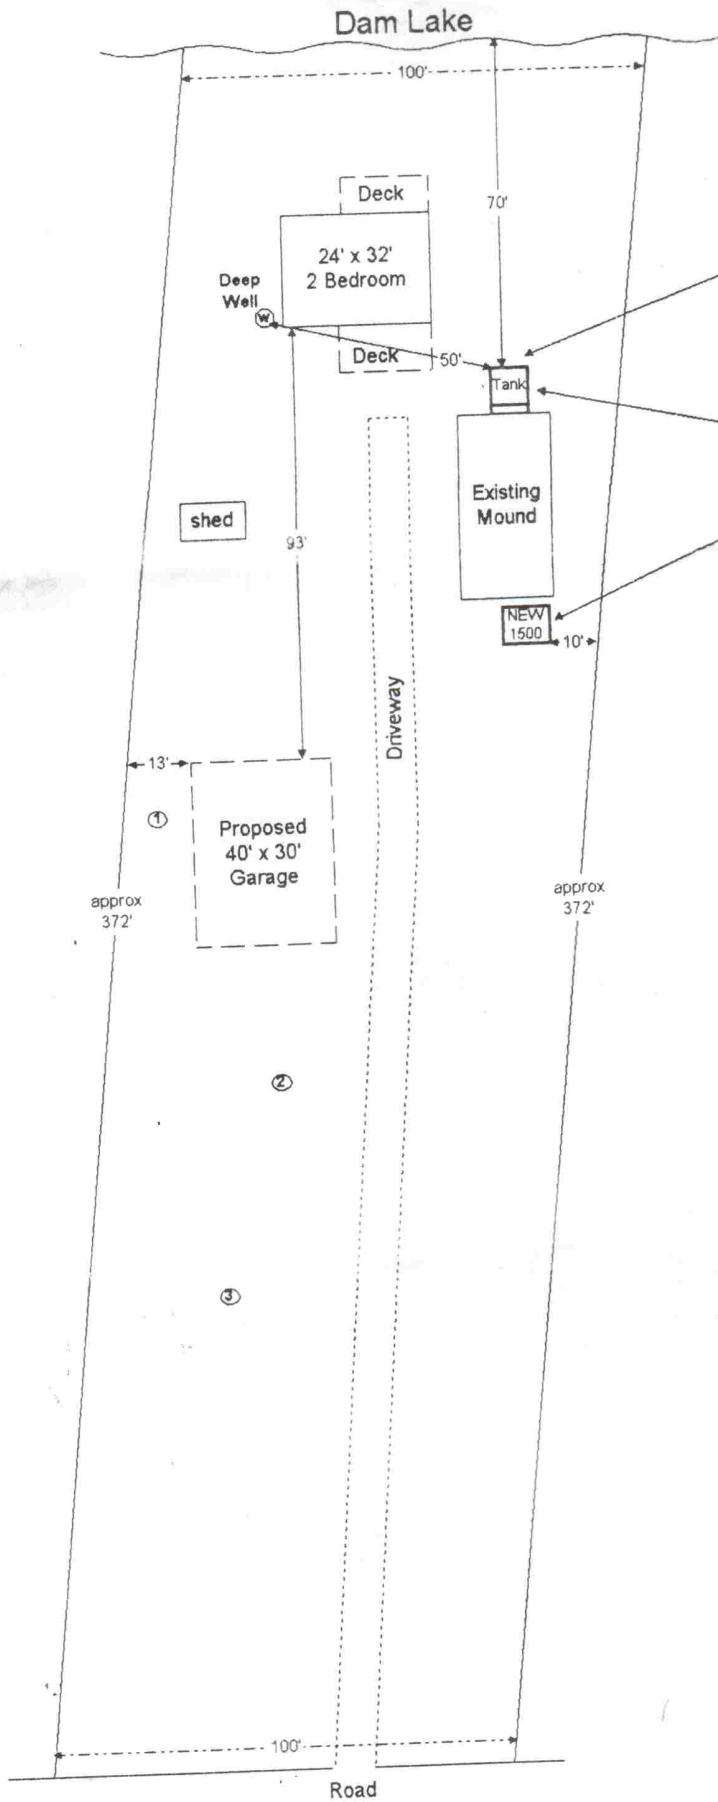 Dam Lake
100'
Deck
70'
24' x 32'
2 Bedroom
Deep
Well
W
Deck
50'
Tank
Existing
Mound
shed
93'
NEW
1500
10'
Driveway
13'
1
Proposed
40' x 30'
Garage
approx
372'
approx
372'
2
3
100'
Road